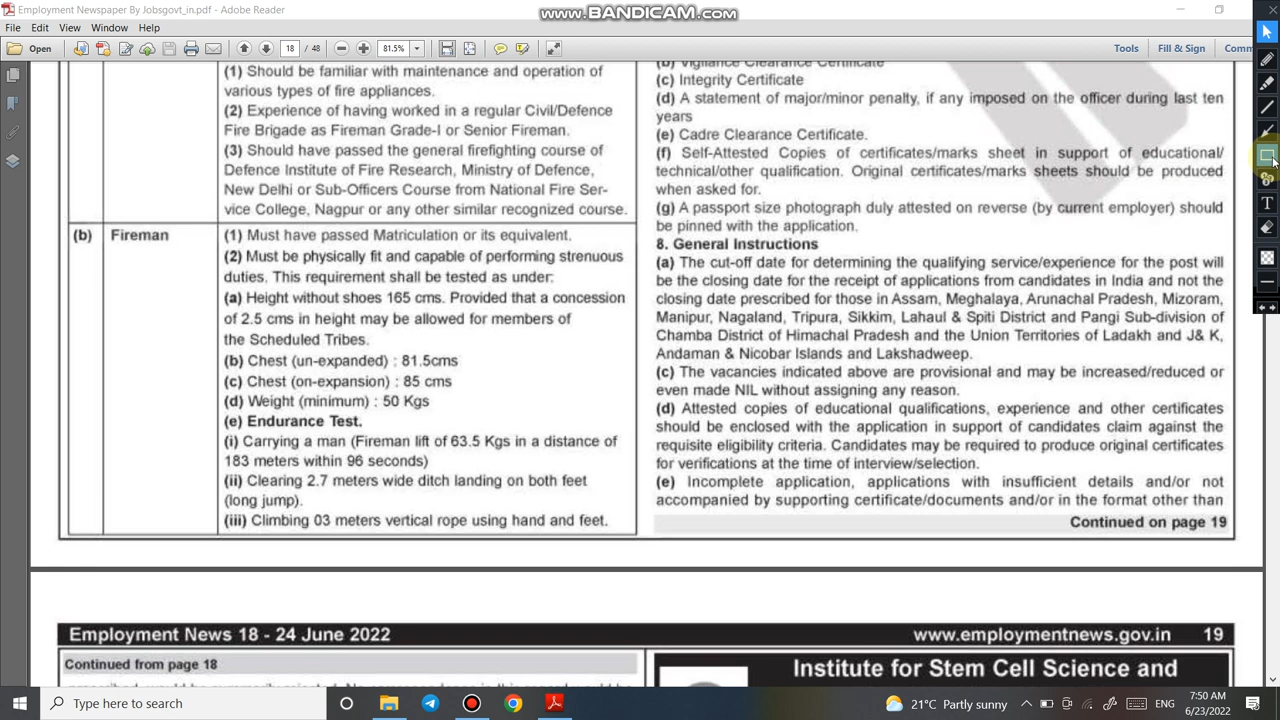 Employment Newspaper By Jobsgovt_in.pdf - Adobe Reader
www.BANDICAM.com
File Edit View Window Help
Open 18 / 48 81.5% Tools Fill & Sign Comm
(1) Should be familiar with maintenance and operation of
various types of fire appliances.
(2) Experience of having worked in a regular Civil/Defence
Fire Brigade as Fireman Grade-I or Senior Fireman.
(3) Should have passed the general firefighting course of
Defence Institute of Fire Research, Ministry of Defence,
New Delhi or Sub-Officers Course from National Fire Ser-
vice College, Nagpur or any other similar recognized course.
(b) Fireman (1) Must have passed Matriculation or its equivalent.
(2) Must be physically fit and capable of performing strenuous
duties. This requirement shall be tested as under:
(a) Height without shoes 165 cms. Provided that a concession
of 2.5 cms in height may be allowed for members of
the Scheduled Tribes.
(b) Chest (un-expanded) : 81.5cms
(c) Chest (on-expansion) : 85 cms
(d) Weight (minimum) : 50 Kgs
(e) Endurance Test.
(i) Carrying a man (Fireman lift of 63.5 Kgs in a distance of
183 meters within 96 seconds)
(ii) Clearing 2.7 meters wide ditch landing on both feet
(long jump).
(iii) Climbing 03 meters vertical rope using hand and feet.
(b) Vigilance Clearance Certificate
(c) Integrity Certificate
(d) A statement of major/minor penalty, if any imposed on the officer during last ten
years
(e) Cadre Clearance Certificate.
(f) Self-Attested Copies of certificates/marks sheet in support of educational/
technical/other qualification. Original certificates/marks sheets should be produced
when asked for.
(g) A passport size photograph duly attested on reverse (by current employer) should
be pinned with the application.
8. General Instructions
(a) The cut-off date for determining the qualifying service/experience for the post will
be the closing date for the receipt of applications from candidates in India and not the
closing date prescribed for those in Assam, Meghalaya, Arunachal Pradesh, Mizoram,
Manipur, Nagaland, Tripura, Sikkim, Lahaul & Spiti District and Pangi Sub-division of
Chamba District of Himachal Pradesh and the Union Territories of Ladakh and J& K,
Andaman & Nicobar Islands and Lakshadweep.
(c) The vacancies indicated above are provisional and may be increased/reduced or
even made NIL without assigning any reason.
(d) Attested copies of educational qualifications, experience and other certificates
should be enclosed with the application in support of candidates claim against the
requisite eligibility criteria. Candidates may be required to produce original certificates
for verifications at the time of interview/selection.
(e) Incomplete application, applications with insufficient details and/or not
accompanied by supporting certificate/documents and/or in the format other than
Continued on page 19
Employment News 18 - 24 June 2022 www.employmentnews.gov.in 19
Continued from page 18
Institute for Stem Cell Science and
Type here to search
21°C Partly sunny
ENG
7:50 AM
6/23/2022